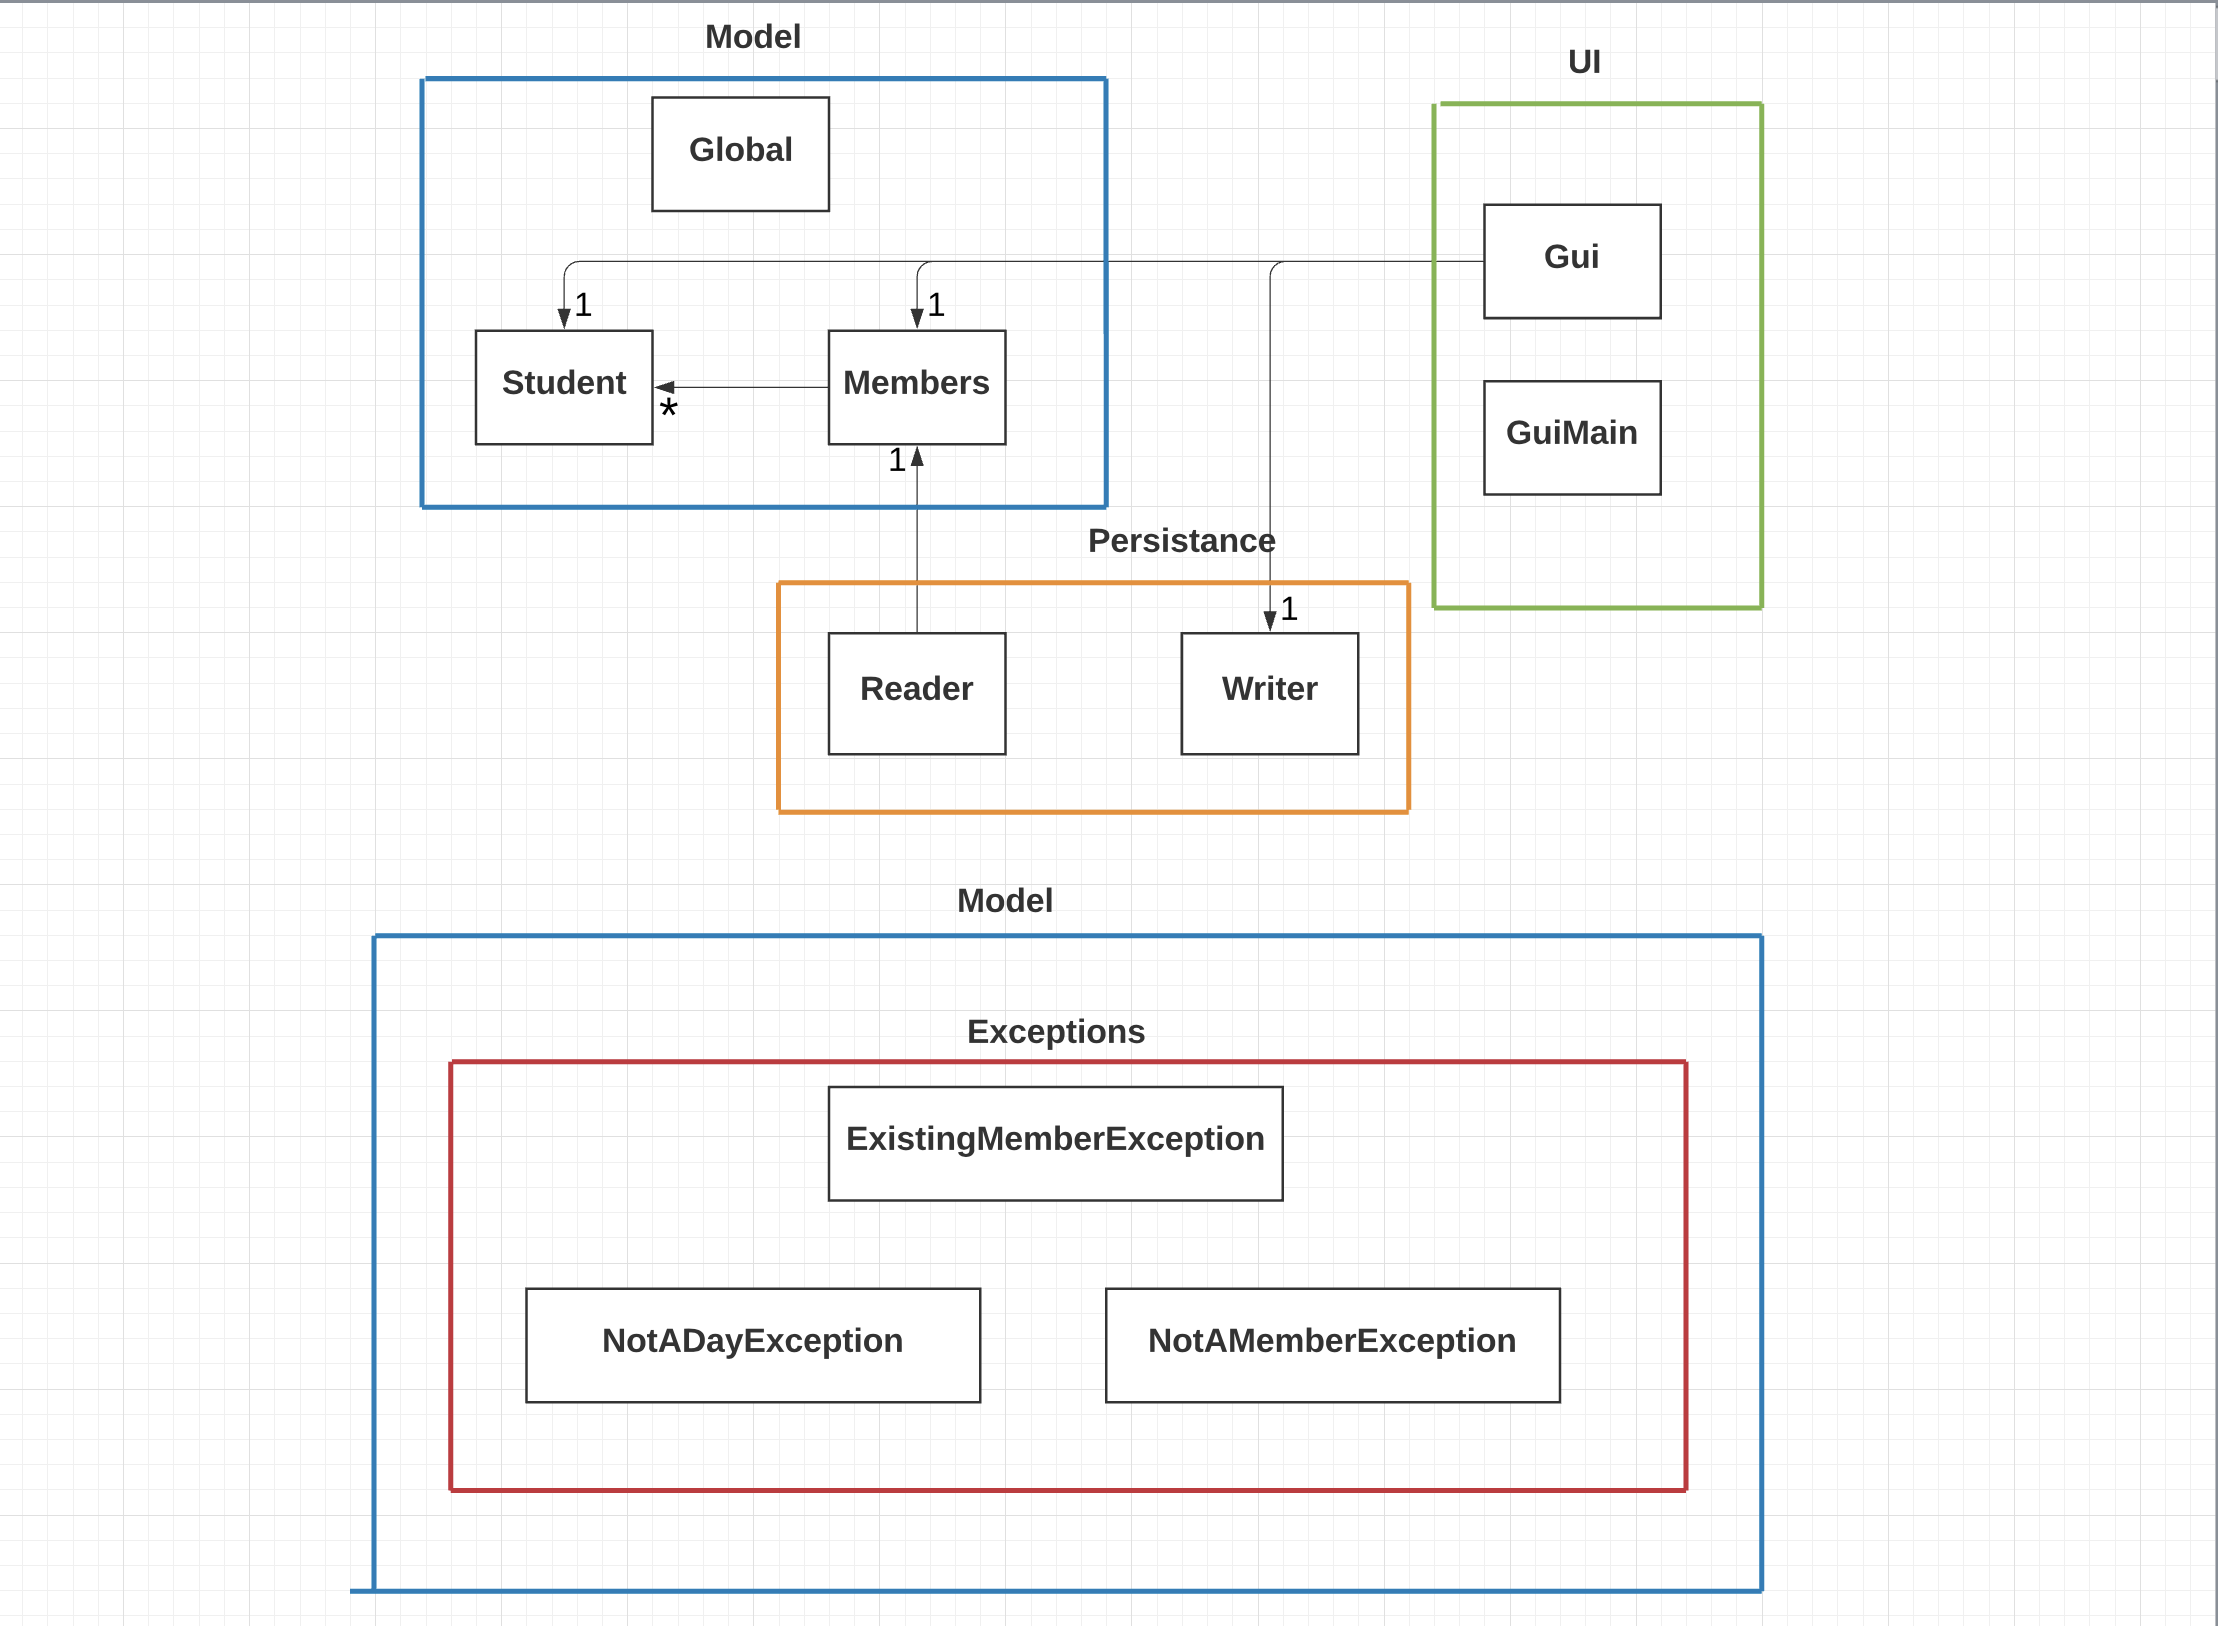 Model
UI
Global
Gui
1
1
Student
Members
*
GuiMain
1
Persistance
1
Reader
Writer
Model
Exceptions
ExistingMemberException
NotADayException
NotAMemberException